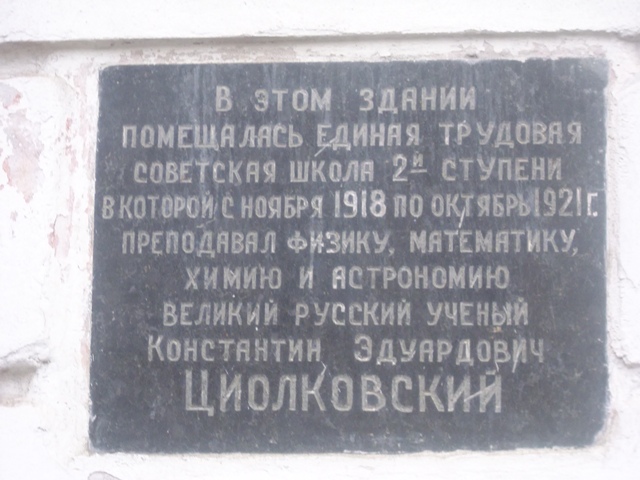 В ЭТОМ ЗДАНИИ
ПОМЕЩАЛАСЬ ЕДИНАЯ ТРУДОВАЯ
СОВЕТСКАЯ ШКОЛА 2й СТУПЕНИ
В КОТОРОЙ С НОЯБРЯ 1918 ПО ОКТЯБРЬ 1921 Г.
ПРЕПОДАВАЛ ФИЗИКУ, МАТЕМАТИКУ,
ХИМИЮ И АСТРОНОМИЮ
ВЕЛИКИЙ РУССКИЙ УЧЕНЫЙ
КОНСТАНТИН ЭДУАРДОВИЧ
ЦИОЛКОВСКИЙ